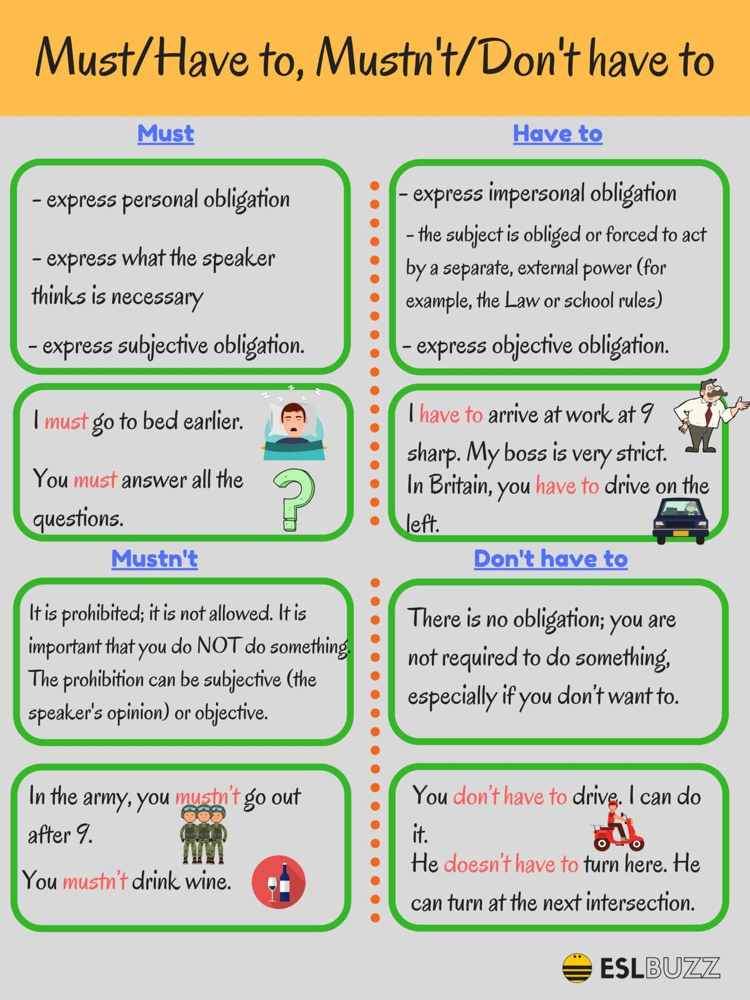 Must/Have to, Mustn't/Don't have to
Must
- express personal obligation
- express what the speaker
thinks is necessary
- express subjective obligation.
I must go to bed earlier.
You must answer all the
questions.
Have to
- express impersonal obligation
- the subject is obliged or forced to act
by a separate, external power (for
example, the Law or school rules)
- express objective obligation.
I have to arrive at work at 9
sharp. My boss is very strict.
In Britain, you have to drive on the
left.
Mustn't
It is prohibited; it is not allowed. It is
important that you do NOT do something.
The prohibition can be subjective (the
speaker's opinion) or objective.
In the army, you mustn't go out
after 9.
You mustn't drink wine.
Don't have to
There is no obligation; you are
not required to do something,
especially if you don't want to.
You don't have to drive. I can do
it.
He doesn't have to turn here. He
can turn at the next intersection.
ESLBUZZ